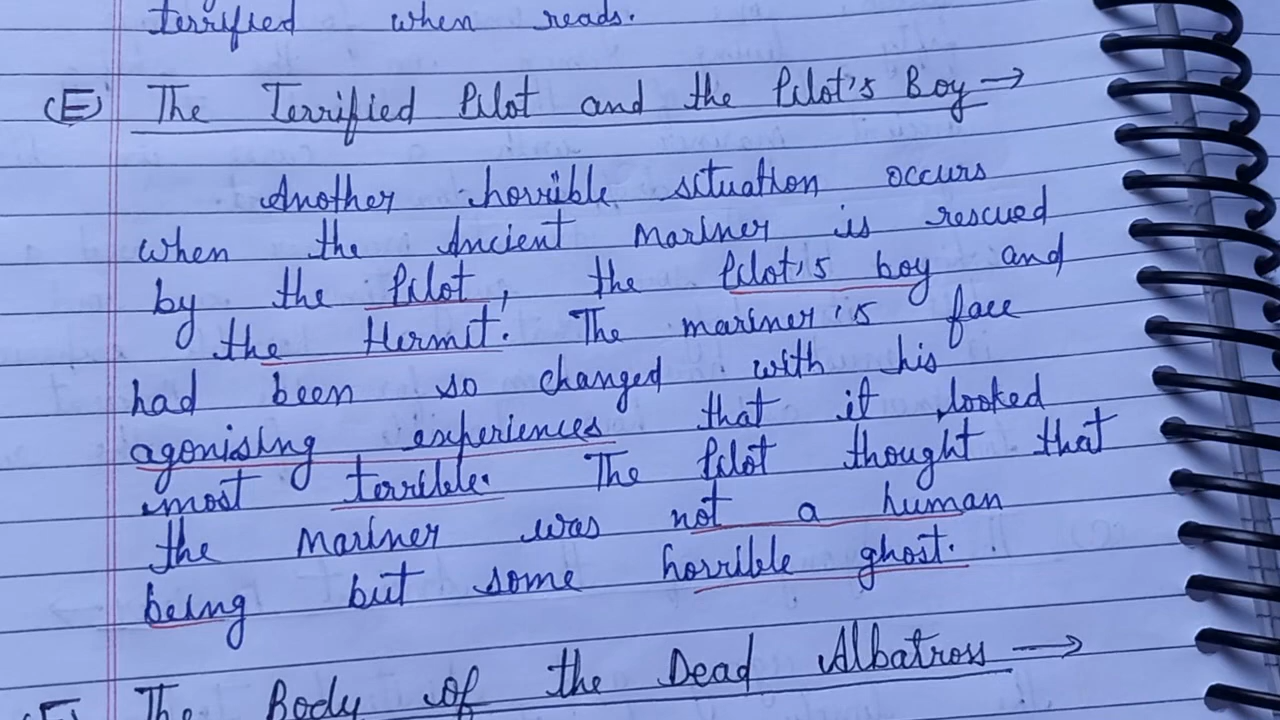 terrified when reads.
(E) The Terrified Pilot and the Pilot's Boy →
Another horrible situation occurs
when the Ancient Mariner is rescued
by the Pilot, the Pilot's boy and
the Hermit. The mariner's face
had been so changed with his
agonising experiences that it looked
most terrible. The Pilot thought that
the Mariner was not a human
being but some horrible ghost.
The Body of the Dead Albatross →